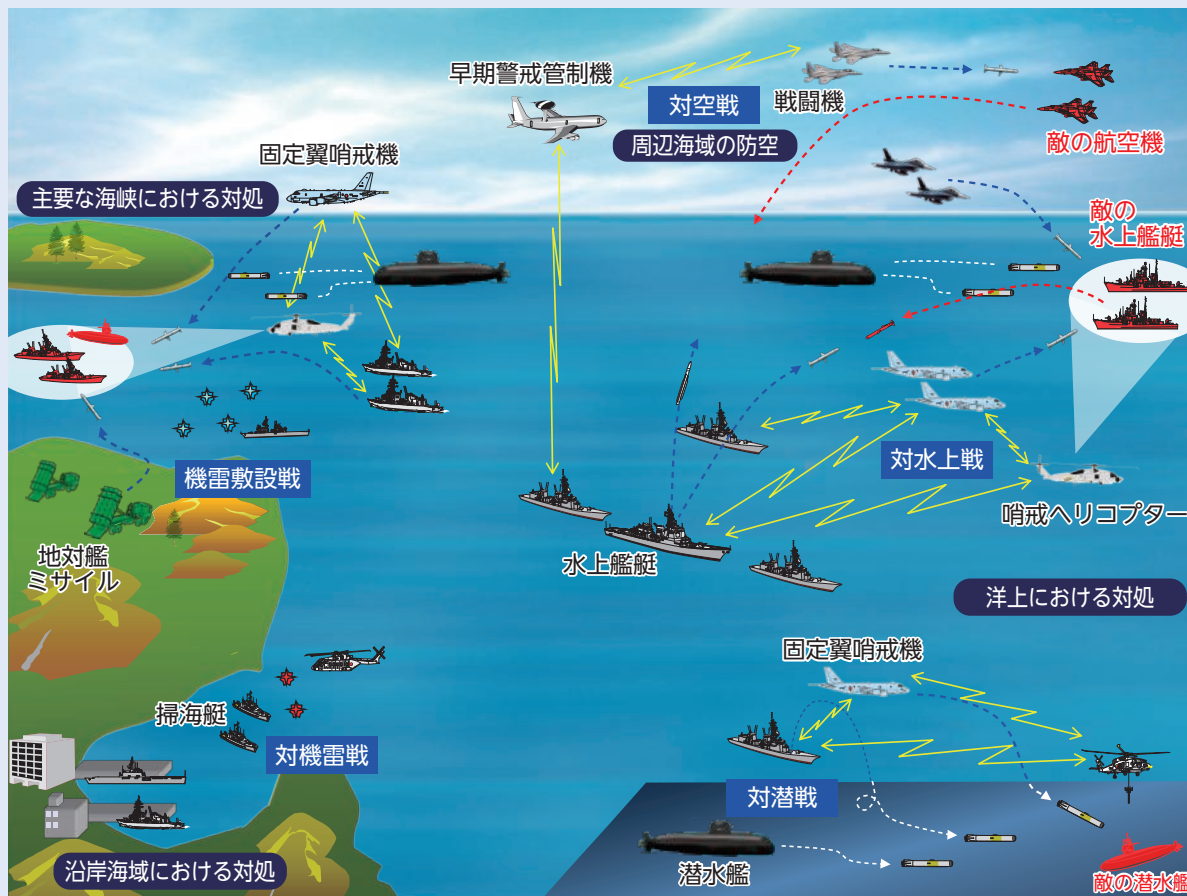 早期警戒管制機
対空戦
戦闘機
周辺海域の防空
敵の航空機
固定翼哨戒機
主要な海峡における対処
敵の
水上艦艇
機雷敷設戦
対水上戦
哨戒ヘリコプター
地対艦
ミサイル
水上艦艇
洋上における対処
固定翼哨戒機
掃海艇
対機雷戦
対潜戦
沿岸海域における対処
潜水艦
敵の潜水艦